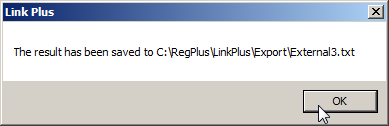 Link Plus
The result has been saved to C:\RegPlus\LinkPlus\Export\External3.txt
OK